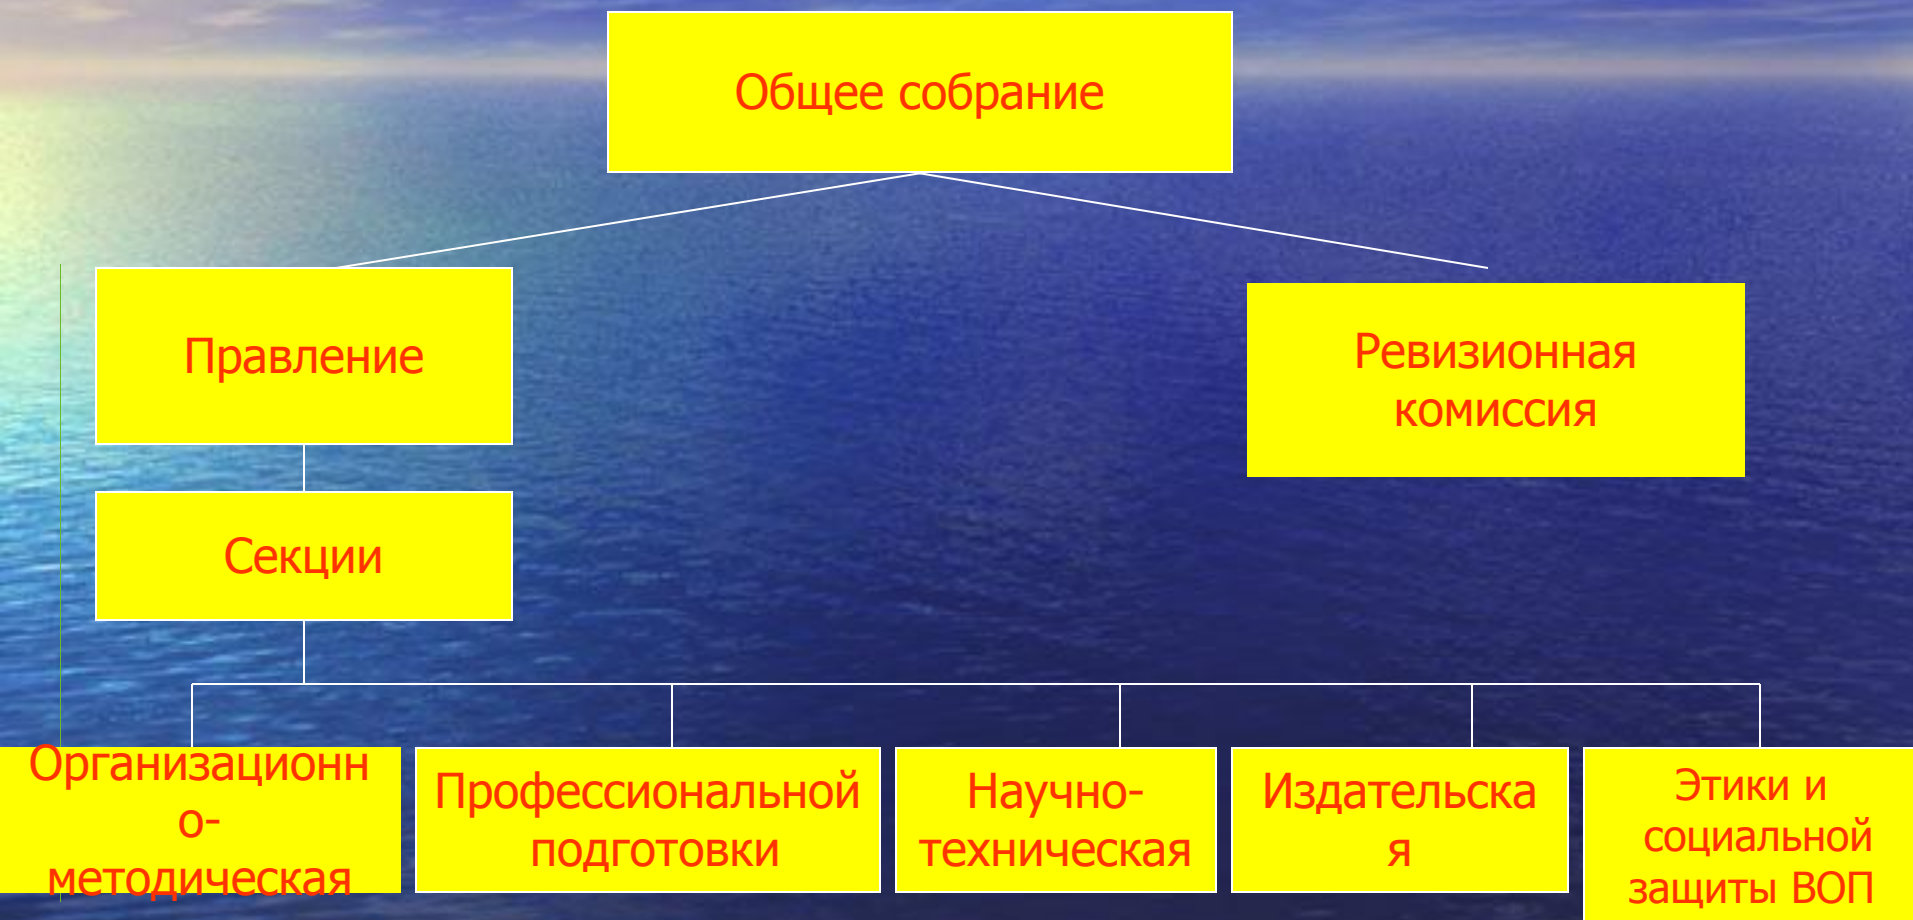 Общее собрание
Правление
Ревизионная
комиссия
Секции
Организационн
о-
методическая
Профессиональной
подготовки
Научно-
техническая
Издательска
я
Этики и
социальной
защиты ВОП